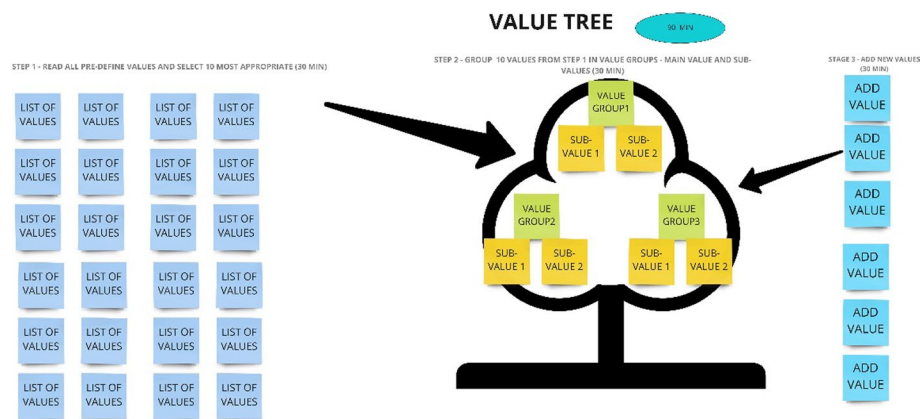 VALUE TREE
90 MIN
STEP 1 - READ ALL PRE-DEFINE VALUES AND SELECT 10 MOST APPROPRIATE (30 MIN)
STEP 2 - GROUP 10 VALUES FROM STEP 1 IN VALUE GROUPS - MAIN VALUE AND SUB-
VALUES (30 MIN)
STAGE 3 - ADD NEW VALUES
(30 MIN)
LIST OF
VALUES
LIST OF
VALUES
LIST OF
VALUES
LIST OF
VALUES
LIST OF
VALUES
LIST OF
VALUES
LIST OF
VALUES
LIST OF
VALUES
LIST OF
VALUES
LIST OF
VALUES
LIST OF
VALUES
LIST OF
VALUES
LIST OF
VALUES
LIST OF
VALUES
LIST OF
VALUES
LIST OF
VALUES
LIST OF
VALUES
LIST OF
VALUES
LIST OF
VALUES
LIST OF
VALUES
LIST OF
VALUES
LIST OF
VALUES
LIST OF
VALUES
LIST OF
VALUES
VALUE
GROUP1
SUB-
VALUE 1
SUB-
VALUE 2
VALUE
GROUP2
SUB-
VALUE 1
SUB-
VALUE 2
VALUE
GROUP3
SUB-
VALUE 1
SUB-
VALUE 2
ADD
VALUE
ADD
VALUE
ADD
VALUE
ADD
VALUE
ADD
VALUE
ADD
VALUE